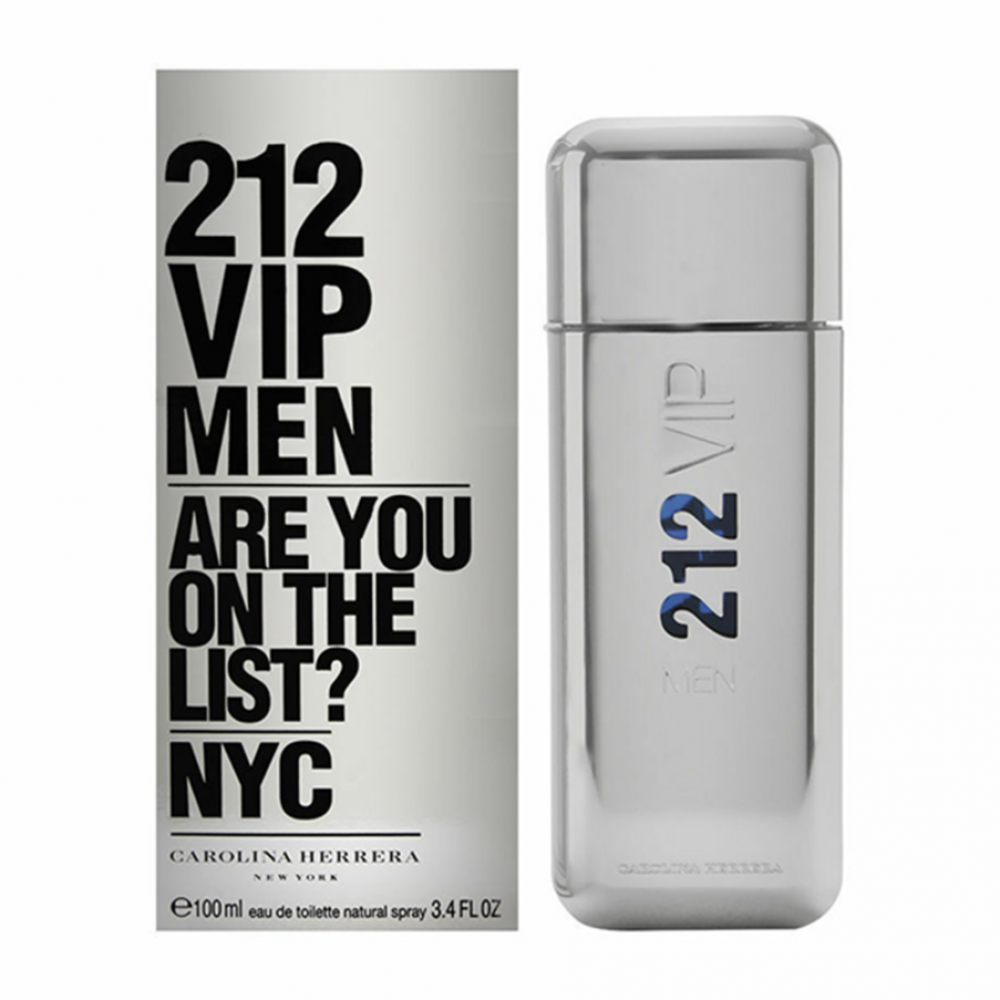 212
VIP
MEN
ARE YOU
ON THE
LIST?
NYC
CAROLINA HERRERA
NEW YORK
℮100ml eau de toilette natural spray 3.4 FL OZ
MEN 212 VIP
CAROLINA HERRERA